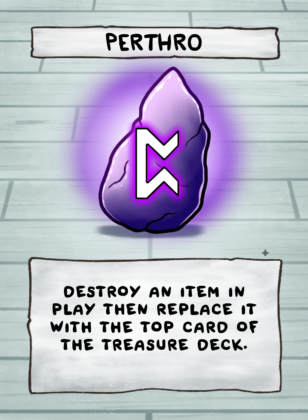 PERTHRO
DESTROY AN ITEM IN
PLAY THEN REPLACE IT
WITH THE TOP CARD OF
THE TREASURE DECK.